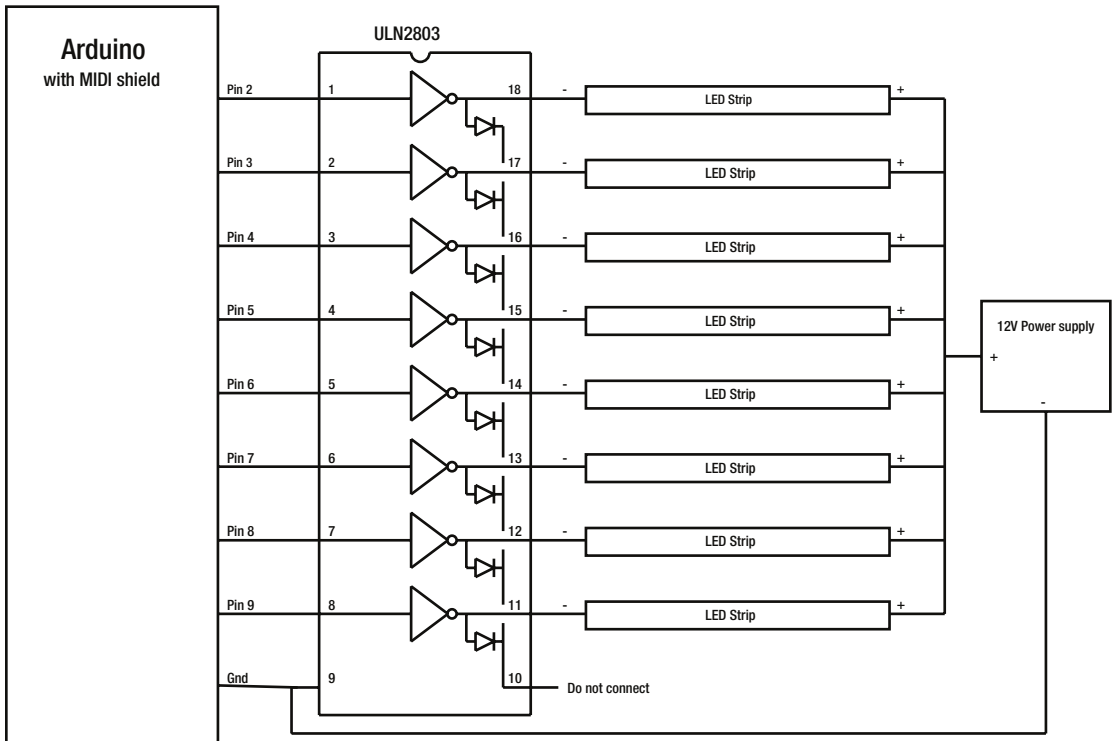 Arduino
with MIDI shield
ULN2803
Pin 2 1 18 - LED Strip +
Pin 3 2 17 - LED Strip +
Pin 4 3 16 - LED Strip +
Pin 5 4 15 - LED Strip +
12V Power supply
+
-
Pin 6 5 14 - LED Strip +
Pin 7 6 13 - LED Strip +
Pin 8 7 12 - LED Strip +
Pin 9 8 11 - LED Strip +
Gnd 9 10 Do not connect